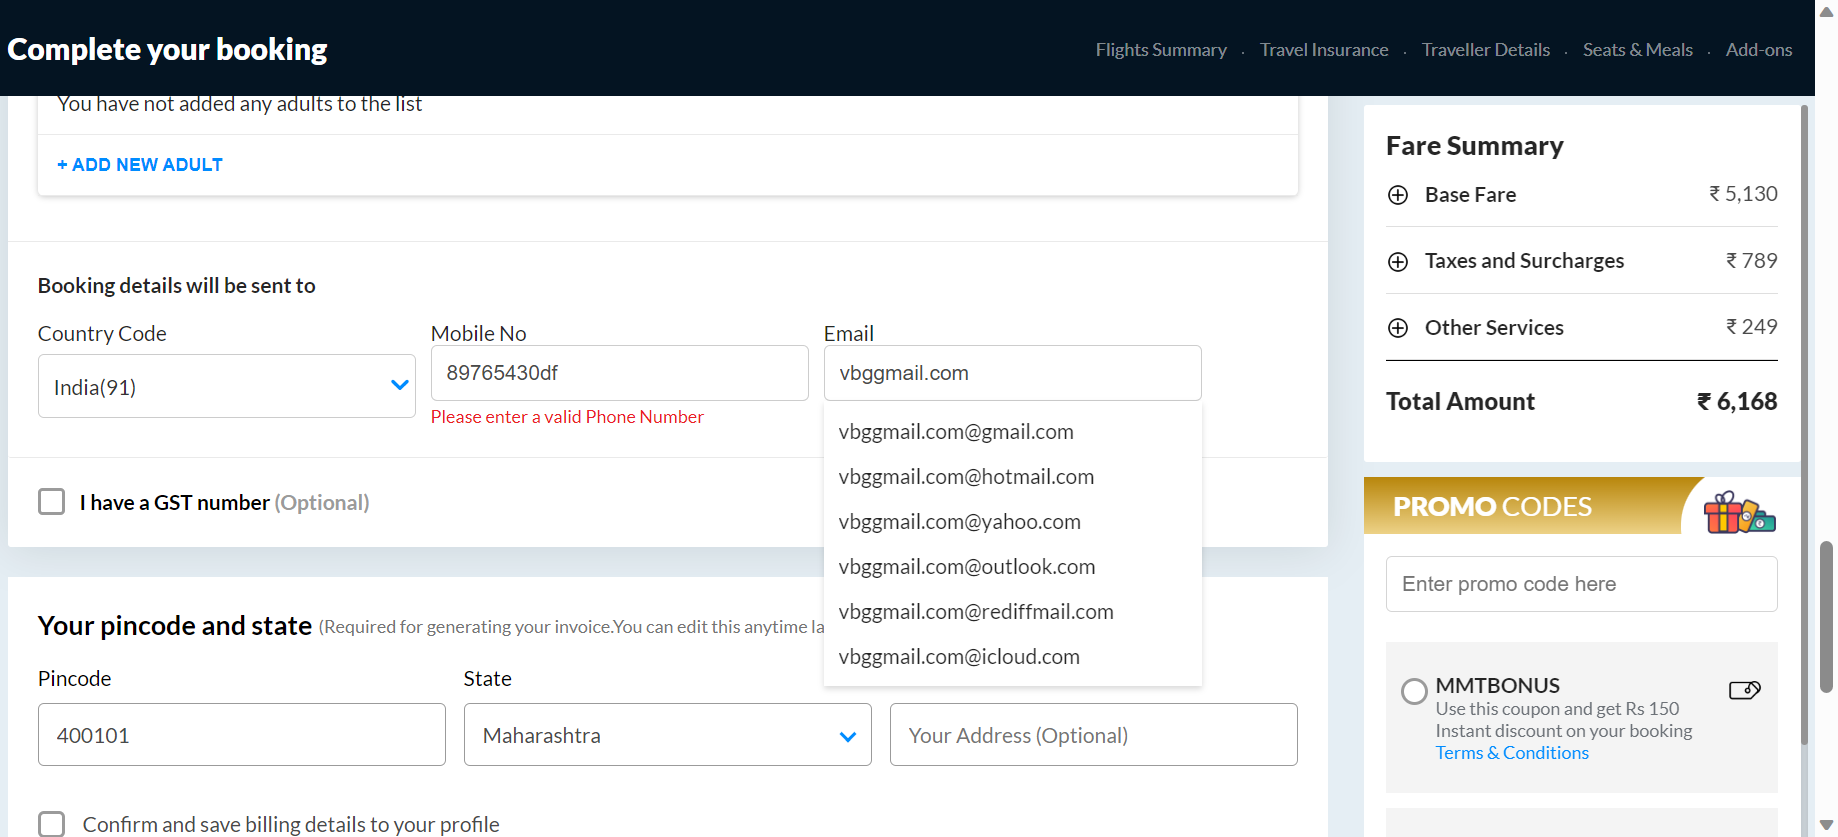 Complete your booking
Flights Summary · Travel Insurance · Traveller Details · Seats & Meals · Add-ons
You have not added any adults to the list
+ ADD NEW ADULT
Booking details will be sent to
Country Code
Mobile No
Email
India(91)
89765430df
vbggmail.com
Please enter a valid Phone Number
vbggmail.com@gmail.com
vbggmail.com@hotmail.com
vbggmail.com@yahoo.com
vbggmail.com@outlook.com
vbggmail.com@rediffmail.com
vbggmail.com@icloud.com
I have a GST number (Optional)
Your pincode and state (Required for generating your invoice.You can edit this anytime la
Pincode
State
400101
Maharashtra
Your Address (Optional)
Confirm and save billing details to your profile
Fare Summary
Base Fare ₹ 5,130
Taxes and Surcharges ₹ 789
Other Services ₹ 249
Total Amount ₹ 6,168
PROMO CODES
Enter promo code here
MMTBONUS
Use this coupon and get Rs 150
Instant discount on your booking
Terms & Conditions